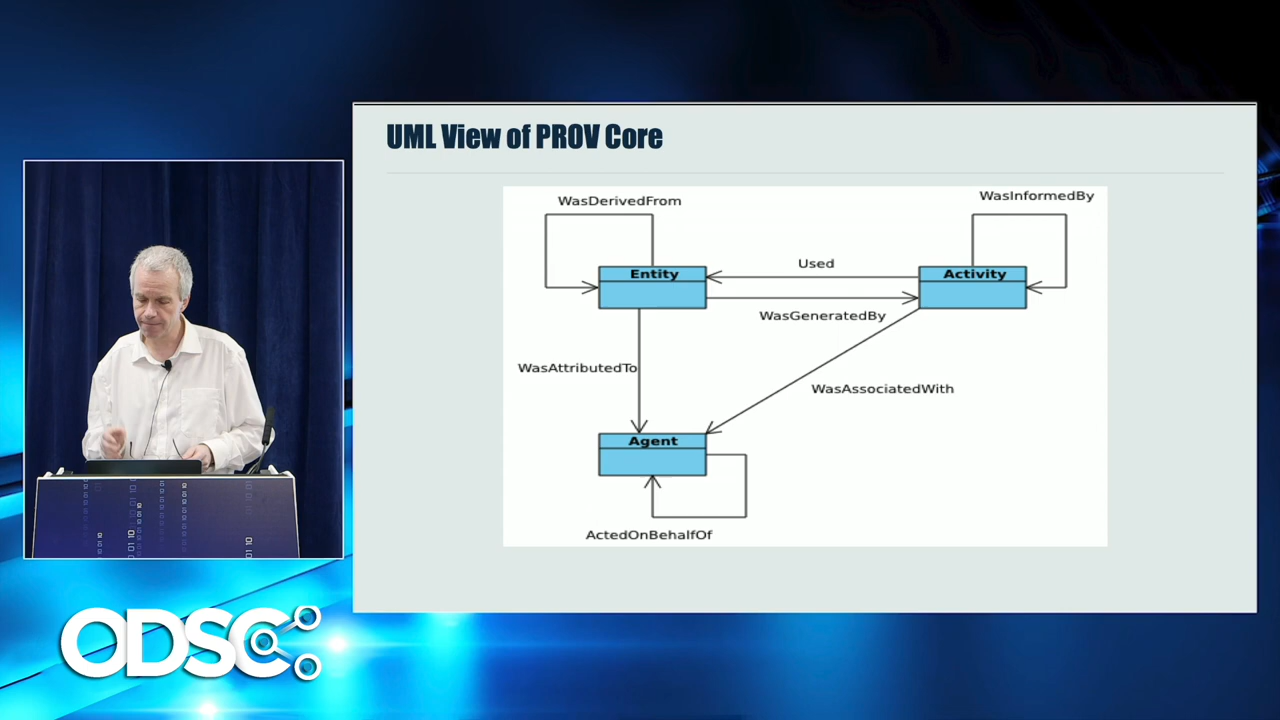 UML View of PROV Core
WasDerivedFrom
WasInformedBy
Entity
Used
Activity
WasGeneratedBy
WasAttributedTo
WasAssociatedWith
Agent
ActedOnBehalfOf
ODSC